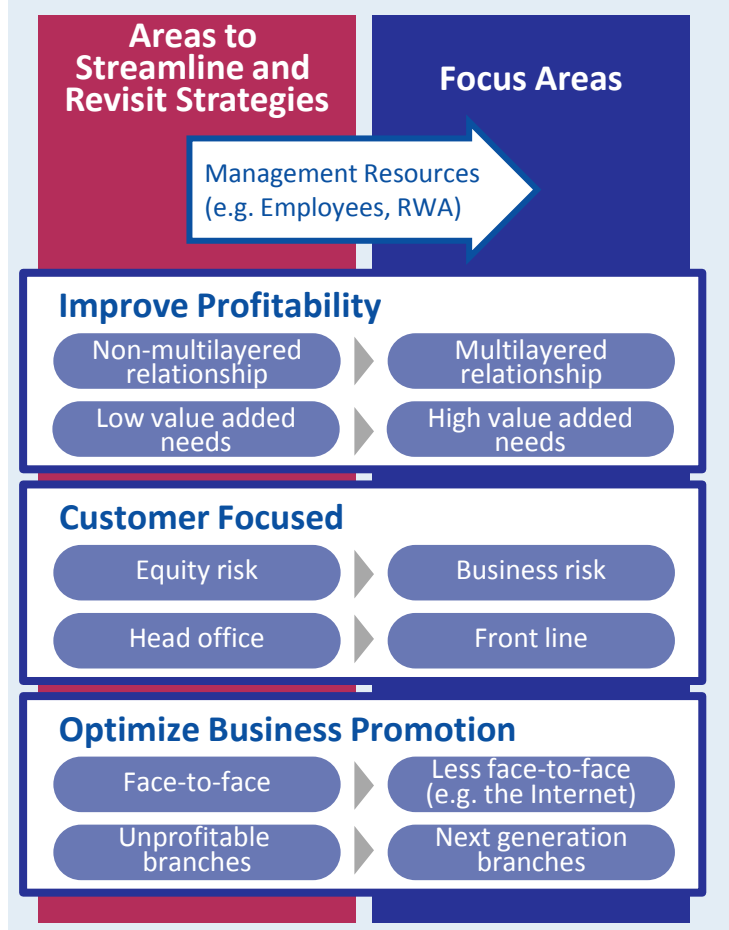 Areas to
Streamline and
Revisit Strategies
Focus Areas
Management Resources
(e.g. Employees, RWA)
Improve Profitability
Non-multilayered
relationship
Multilayered
relationship
Low value added
needs
High value added
needs
Customer Focused
Equity risk
Business risk
Head office
Front line
Optimize Business Promotion
Face-to-face
Less face-to-face
(e.g. the Internet)
Unprofitable
branches
Next generation
branches